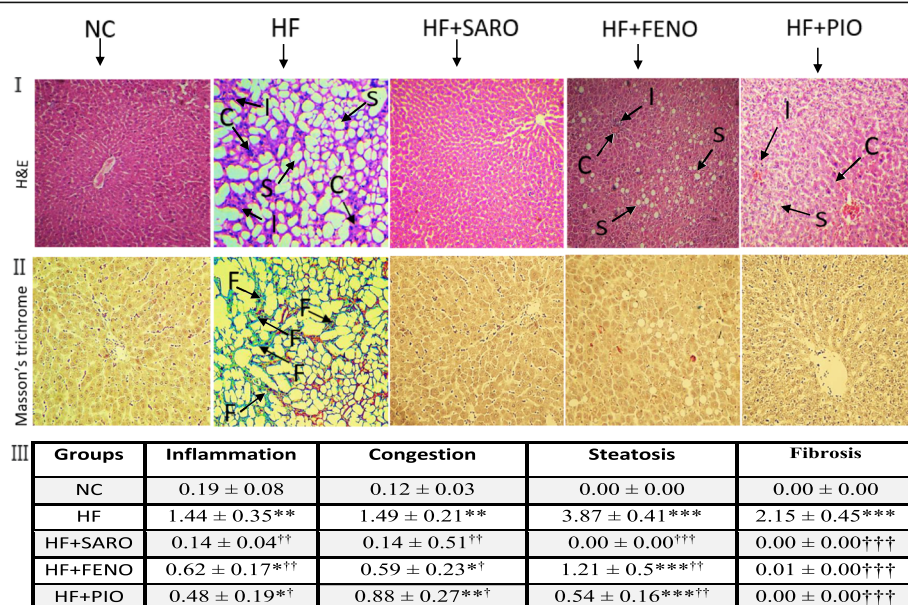 NC HF HF+SARO HF+FENO HF+PIO
I
H&E
I S C S C I
I C S S
I C S
II
Masson's trichrome
F F F F F
III
Groups Inflammation Congestion Steatosis Fibrosis
NC 0.19 ± 0.08 0.12 ± 0.03 0.00 ± 0.00 0.00 ± 0.00
HF 1.44 ± 0.35** 1.49 ± 0.21** 3.87 ± 0.41*** 2.15 ± 0.45***
HF+SARO 0.14 ± 0.04†† 0.14 ± 0.51†† 0.00 ± 0.00††† 0.00 ± 0.00†††
HF+FENO 0.62 ± 0.17*†† 0.59 ± 0.23*† 1.21 ± 0.5***†† 0.01 ± 0.00†††
HF+PIO 0.48 ± 0.19*† 0.88 ± 0.27**† 0.54 ± 0.16***†† 0.00 ± 0.00†††